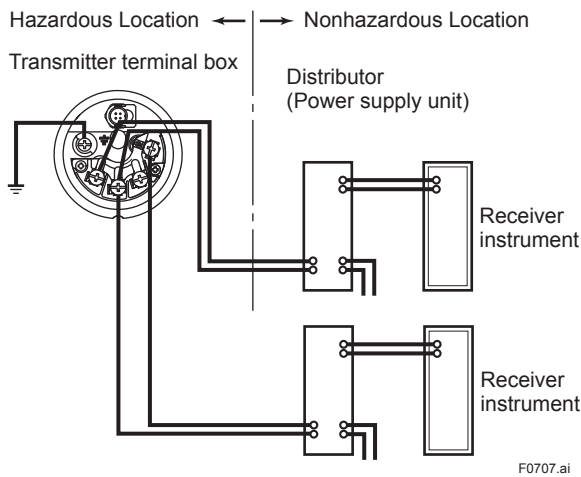 Hazardous Location
Nonhazardous Location
Transmitter terminal box
Distributor
(Power supply unit)
Receiver
instrument
Receiver
instrument
F0707.ai